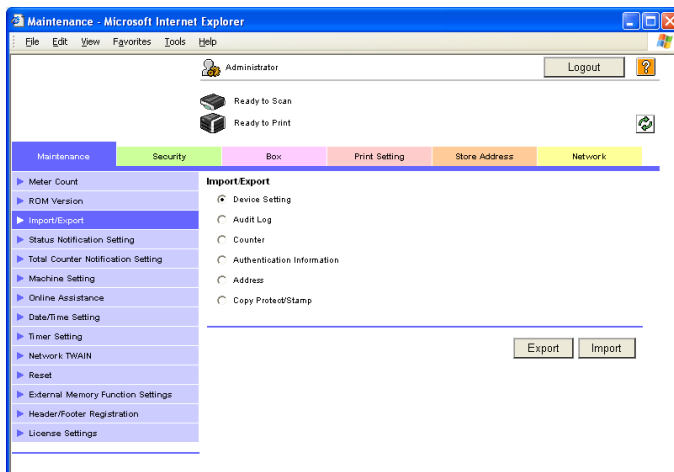 Maintenance - Microsoft Internet Explorer
File Edit View Favorites Tools Help
Administrator
Logout
?
Ready to Scan
Ready to Print
Maintenance Security Box Print Setting Store Address Network
Meter Count
ROM Version
Import/Export
Status Notification Setting
Total Counter Notification Setting
Machine Setting
Online Assistance
Date/Time Setting
Timer Setting
Network TWAIN
Reset
External Memory Function Settings
Header/Footer Registration
License Settings
Import/Export
Device Setting
Audit Log
Counter
Authentication Information
Address
Copy Protect/Stamp
Export Import